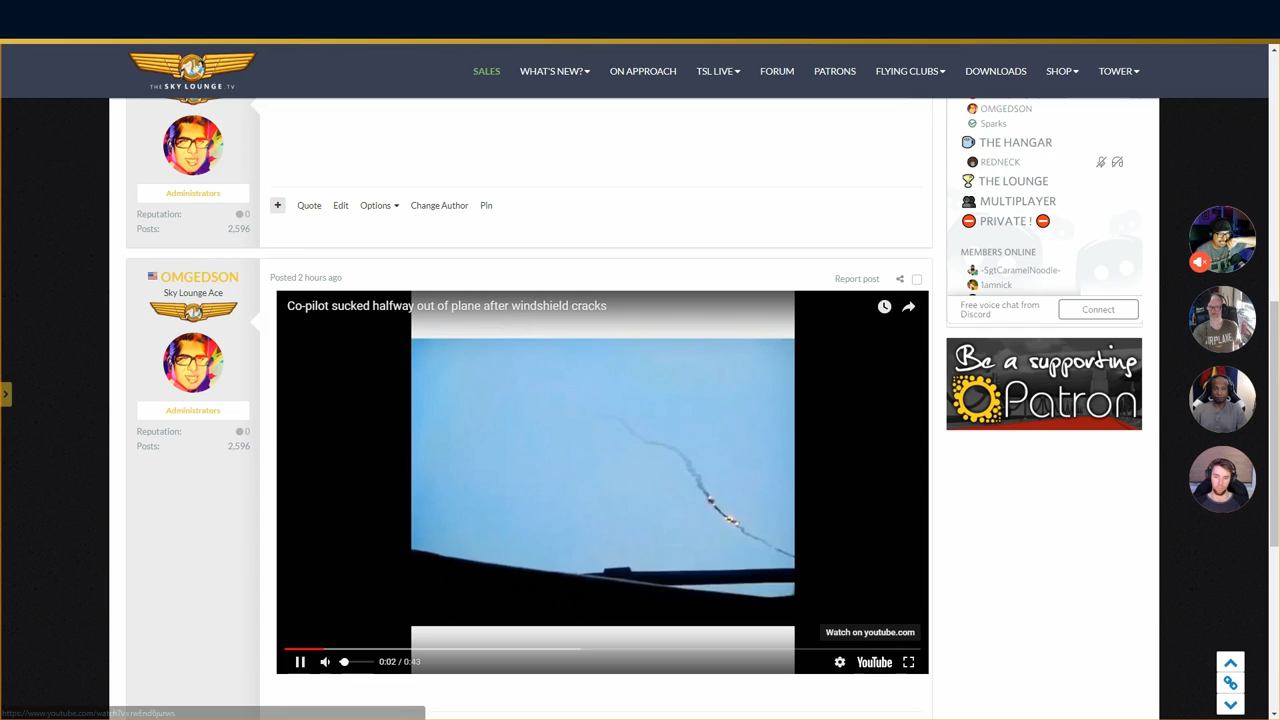 THE SKY LOUNGE.TV
SALES
WHAT'S NEW?
ON APPROACH
TSL LIVE
FORUM
PATRONS
FLYING CLUBS
DOWNLOADS
SHOP
TOWER
Administrators
Reputation: 0
Posts: 2,596
Quote Edit Options Change Author Pin
OMGEDSON
Sky Lounge Ace
Administrators
Reputation: 0
Posts: 2,596
Posted 2 hours ago
Report post
Co-pilot sucked halfway out of plane after windshield cracks
Watch on youtube.com
0:02 / 0:43
YouTube
OMGEDSON
Sparks
THE HANGAR
REDNECK
THE LOUNGE
MULTIPLAYER
PRIVATE !
MEMBERS ONLINE
-SgtCaramelNoodle-
1amnick
Free voice chat from
Discord
Connect
Be a supporting
Patron
AIRPLANE